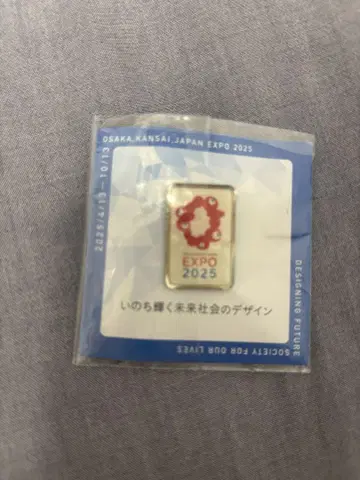 OSAKA, KANSAI, JAPAN EXPO 2025
2025/4/13-10/13
EXPO
2025
いのち輝く未来社会のデザイン
DESIGNING FUTURE
SOCIETY FOR OUR LIVES